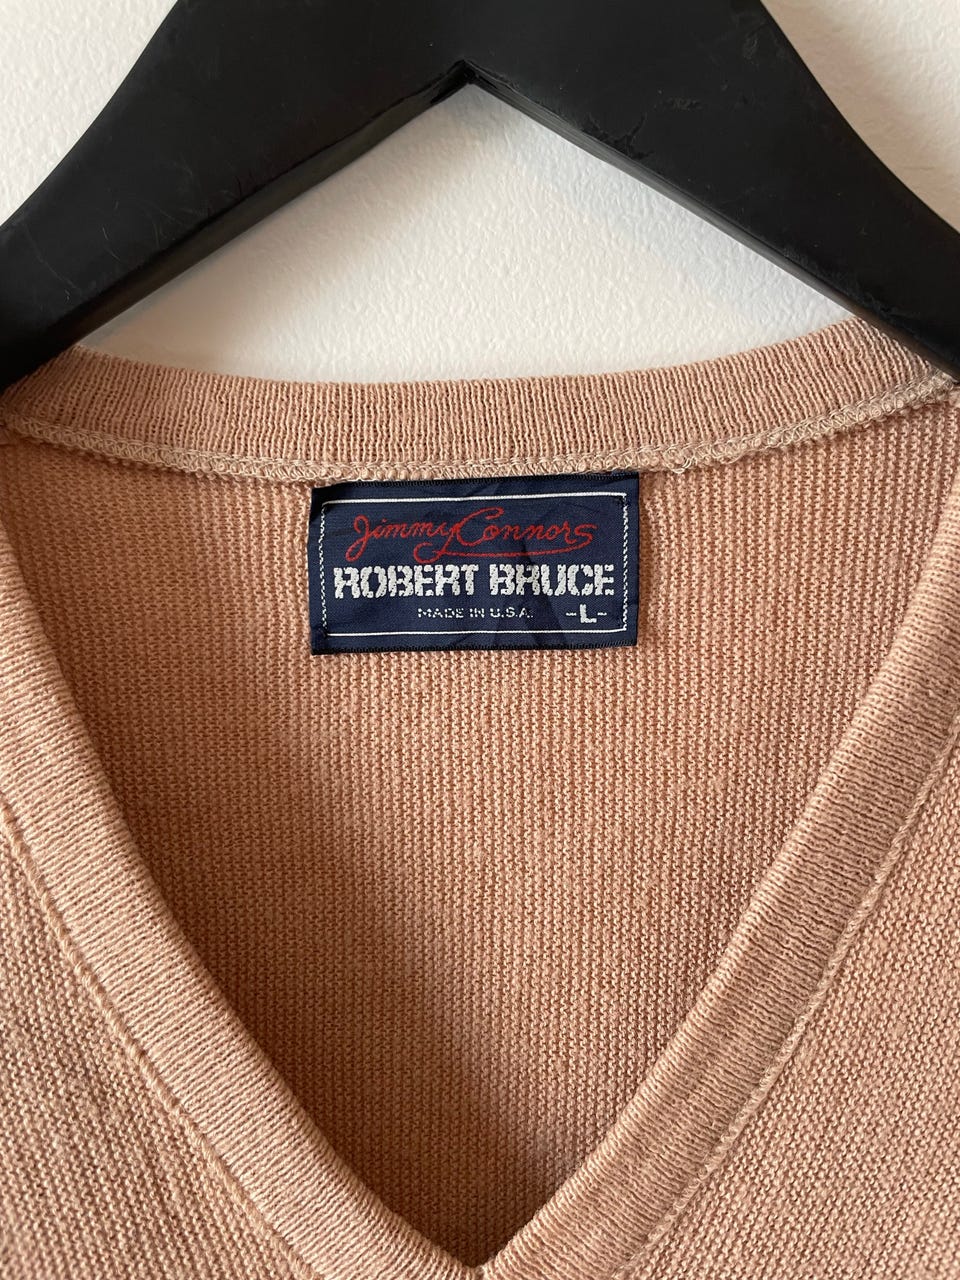 Jimmy Connors
ROBERT BRUCE
MADE IN U.S.A. -L-